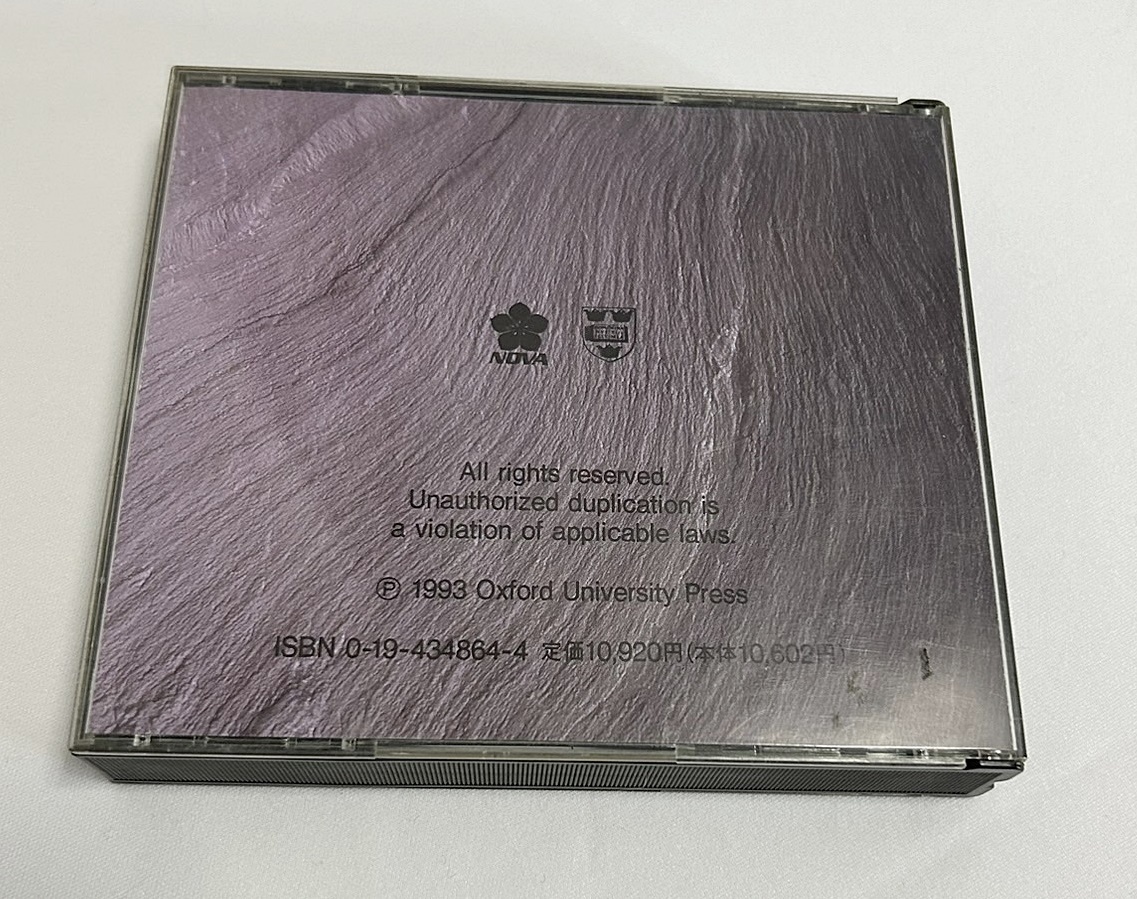 NOVA
All rights reserved.
Unauthorized duplication is
a violation of applicable laws.
℗ 1993 Oxford University Press
ISBN 0-19-434864-4 定価10,920円(本体10,602円)